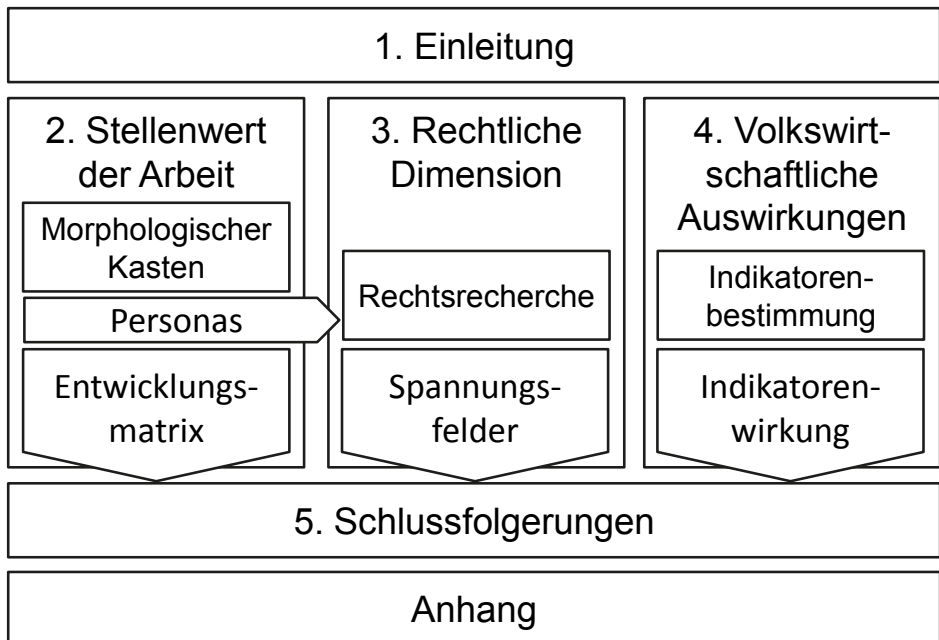 1. Einleitung
2. Stellenwert
der Arbeit
Morphologischer
Kasten
Personas
Entwicklungs-
matrix
3. Rechtliche
Dimension
Rechtsrecherche
Spannungs-
felder
4. Volkswirt-
schaftliche
Auswirkungen
Indikatoren-
bestimmung
Indikatoren-
wirkung
5. Schlussfolgerungen
Anhang